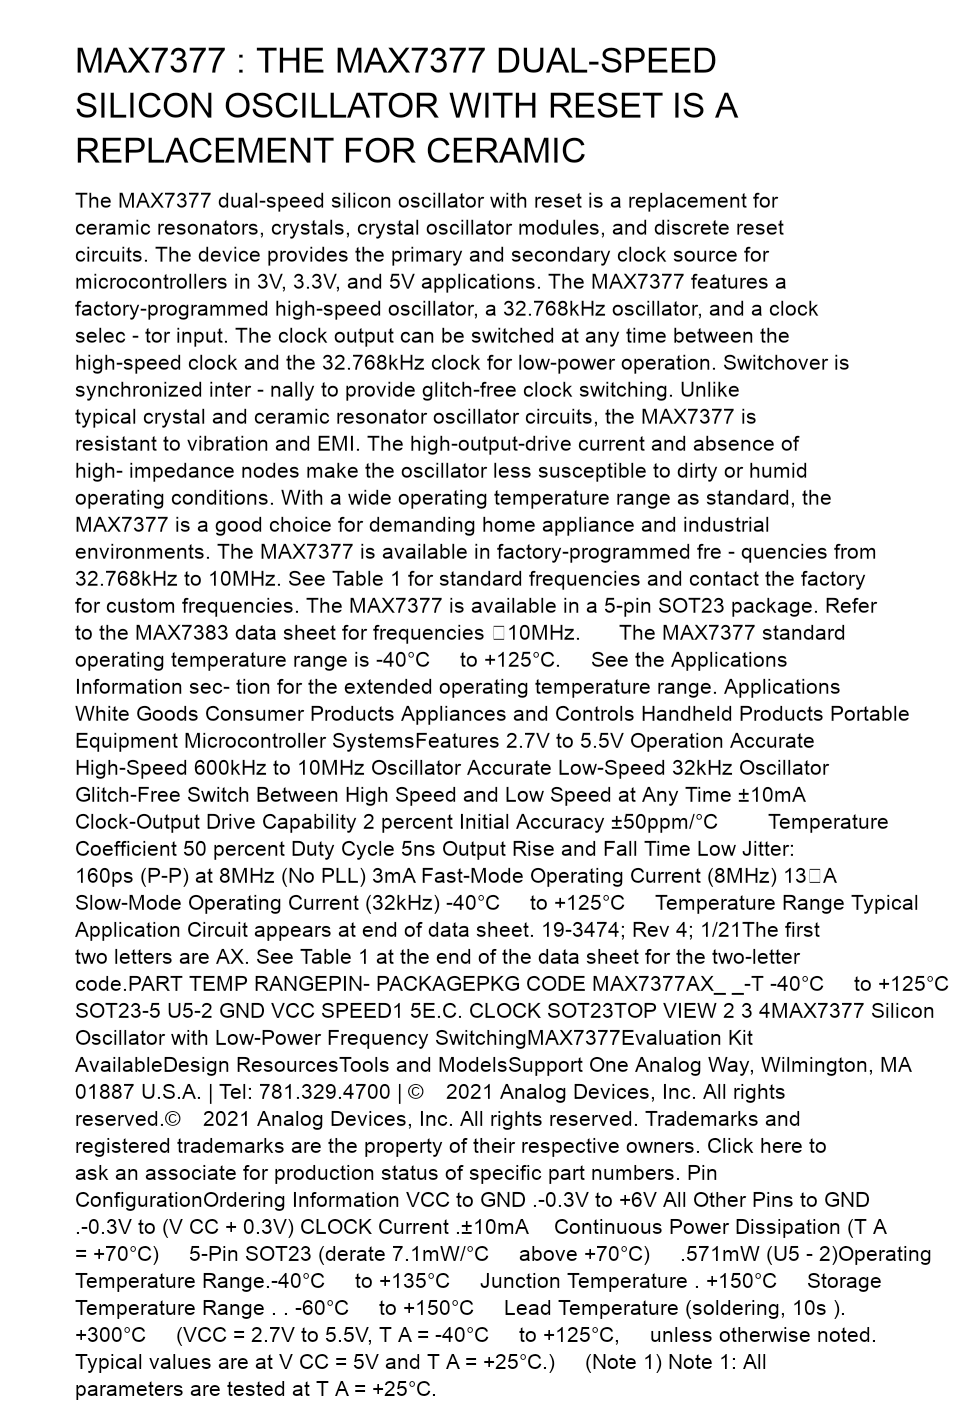 MAX7377 : THE MAX7377 DUAL-SPEED
SILICON OSCILLATOR WITH RESET IS A
REPLACEMENT FOR CERAMIC
The MAX7377 dual-speed silicon oscillator with reset is a replacement for
ceramic resonators, crystals, crystal oscillator modules, and discrete reset
circuits. The device provides the primary and secondary clock source for
microcontrollers in 3V, 3.3V, and 5V applications. The MAX7377 features a
factory-programmed high-speed oscillator, a 32.768kHz oscillator, and a clock
selec - tor input. The clock output can be switched at any time between the
high-speed clock and the 32.768kHz clock for low-power operation. Switchover is
synchronized inter - nally to provide glitch-free clock switching. Unlike
typical crystal and ceramic resonator oscillator circuits, the MAX7377 is
resistant to vibration and EMI. The high-output-drive current and absence of
high- impedance nodes make the oscillator less susceptible to dirty or humid
operating conditions. With a wide operating temperature range as standard, the
MAX7377 is a good choice for demanding home appliance and industrial
environments. The MAX7377 is available in factory-programmed fre - quencies from
32.768kHz to 10MHz. See Table 1 for standard frequencies and contact the factory
for custom frequencies. The MAX7377 is available in a 5-pin SOT23 package. Refer
to the MAX7383 data sheet for frequencies □10MHz. The MAX7377 standard
operating temperature range is -40°C to +125°C. See the Applications
Information sec- tion for the extended operating temperature range. Applications
White Goods Consumer Products Appliances and Controls Handheld Products Portable
Equipment Microcontroller SystemsFeatures 2.7V to 5.5V Operation Accurate
High-Speed 600kHz to 10MHz Oscillator Accurate Low-Speed 32kHz Oscillator
Glitch-Free Switch Between High Speed and Low Speed at Any Time ±10mA
Clock-Output Drive Capability 2 percent Initial Accuracy ±50ppm/°C Temperature
Coefficient 50 percent Duty Cycle 5ns Output Rise and Fall Time Low Jitter:
160ps (P-P) at 8MHz (No PLL) 3mA Fast-Mode Operating Current (8MHz) 13□A
Slow-Mode Operating Current (32kHz) -40°C to +125°C Temperature Range Typical
Application Circuit appears at end of data sheet. 19-3474; Rev 4; 1/21The first
two letters are AX. See Table 1 at the end of the data sheet for the two-letter
code.PART TEMP RANGEPIN- PACKAGEPKG CODE MAX7377AX_ _-T -40°C to +125°C
SOT23-5 U5-2 GND VCC SPEED1 5E.C. CLOCK SOT23TOP VIEW 2 3 4MAX7377 Silicon
Oscillator with Low-Power Frequency SwitchingMAX7377Evaluation Kit
AvailableDesign ResourcesTools and ModelsSupport One Analog Way, Wilmington, MA
01887 U.S.A. | Tel: 781.329.4700 | © 2021 Analog Devices, Inc. All rights
reserved.© 2021 Analog Devices, Inc. All rights reserved. Trademarks and
registered trademarks are the property of their respective owners. Click here to
ask an associate for production status of specific part numbers. Pin
ConfigurationOrdering Information VCC to GND .-0.3V to +6V All Other Pins to GND
.-0.3V to (V CC + 0.3V) CLOCK Current .±10mA Continuous Power Dissipation (T A
= +70°C) 5-Pin SOT23 (derate 7.1mW/°C above +70°C) .571mW (U5 - 2)Operating
Temperature Range.-40°C to +135°C Junction Temperature . +150°C Storage
Temperature Range . . -60°C to +150°C Lead Temperature (soldering, 10s ).
+300°C (VCC = 2.7V to 5.5V, T A = -40°C to +125°C, unless otherwise noted.
Typical values are at V CC = 5V and T A = +25°C.) (Note 1) Note 1: All
parameters are tested at T A = +25°C.